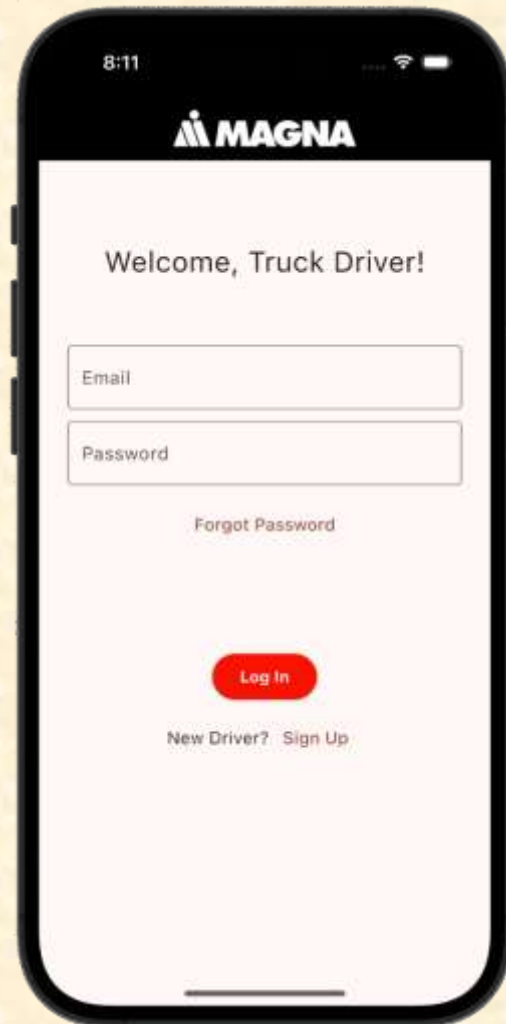 8:11
MAGNA
Welcome, Truck Driver!
Email
Password
Forgot Password
Log In
New Driver? Sign Up